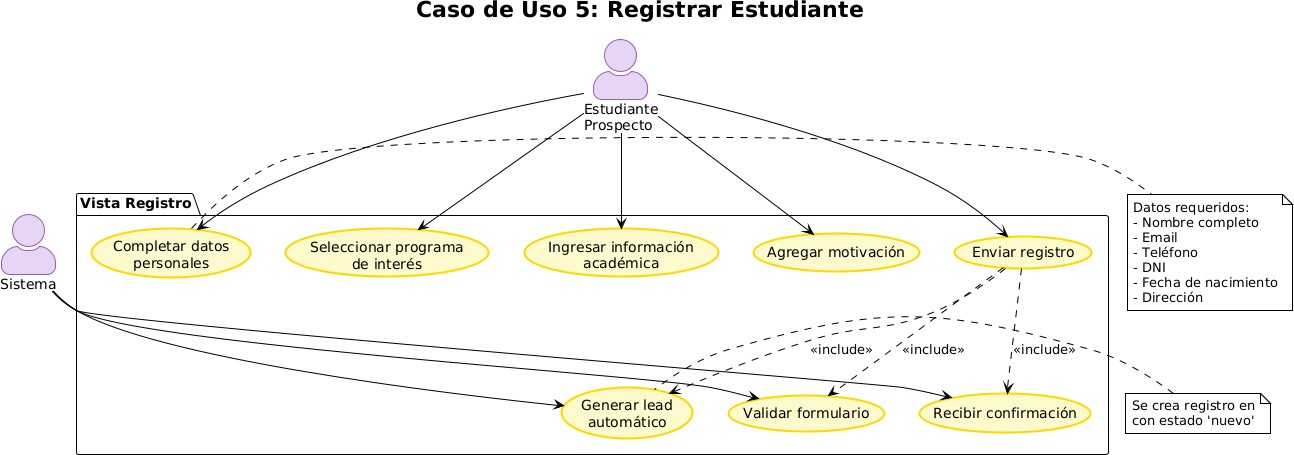 Caso de Uso 5: Registrar Estudiante
Estudiante
Prospecto
Vista Registro
Sistema
Completar datos
personales
Seleccionar programa
de interés
Ingresar información
académica
Agregar motivación
Enviar registro
Datos requeridos:
- Nombre completo
- Email
- Teléfono
- DNI
- Fecha de nacimiento
- Dirección
«include»
«include»
«include»
Generar lead
automático
Validar formulario
Recibir confirmación
Se crea registro en
con estado 'nuevo'